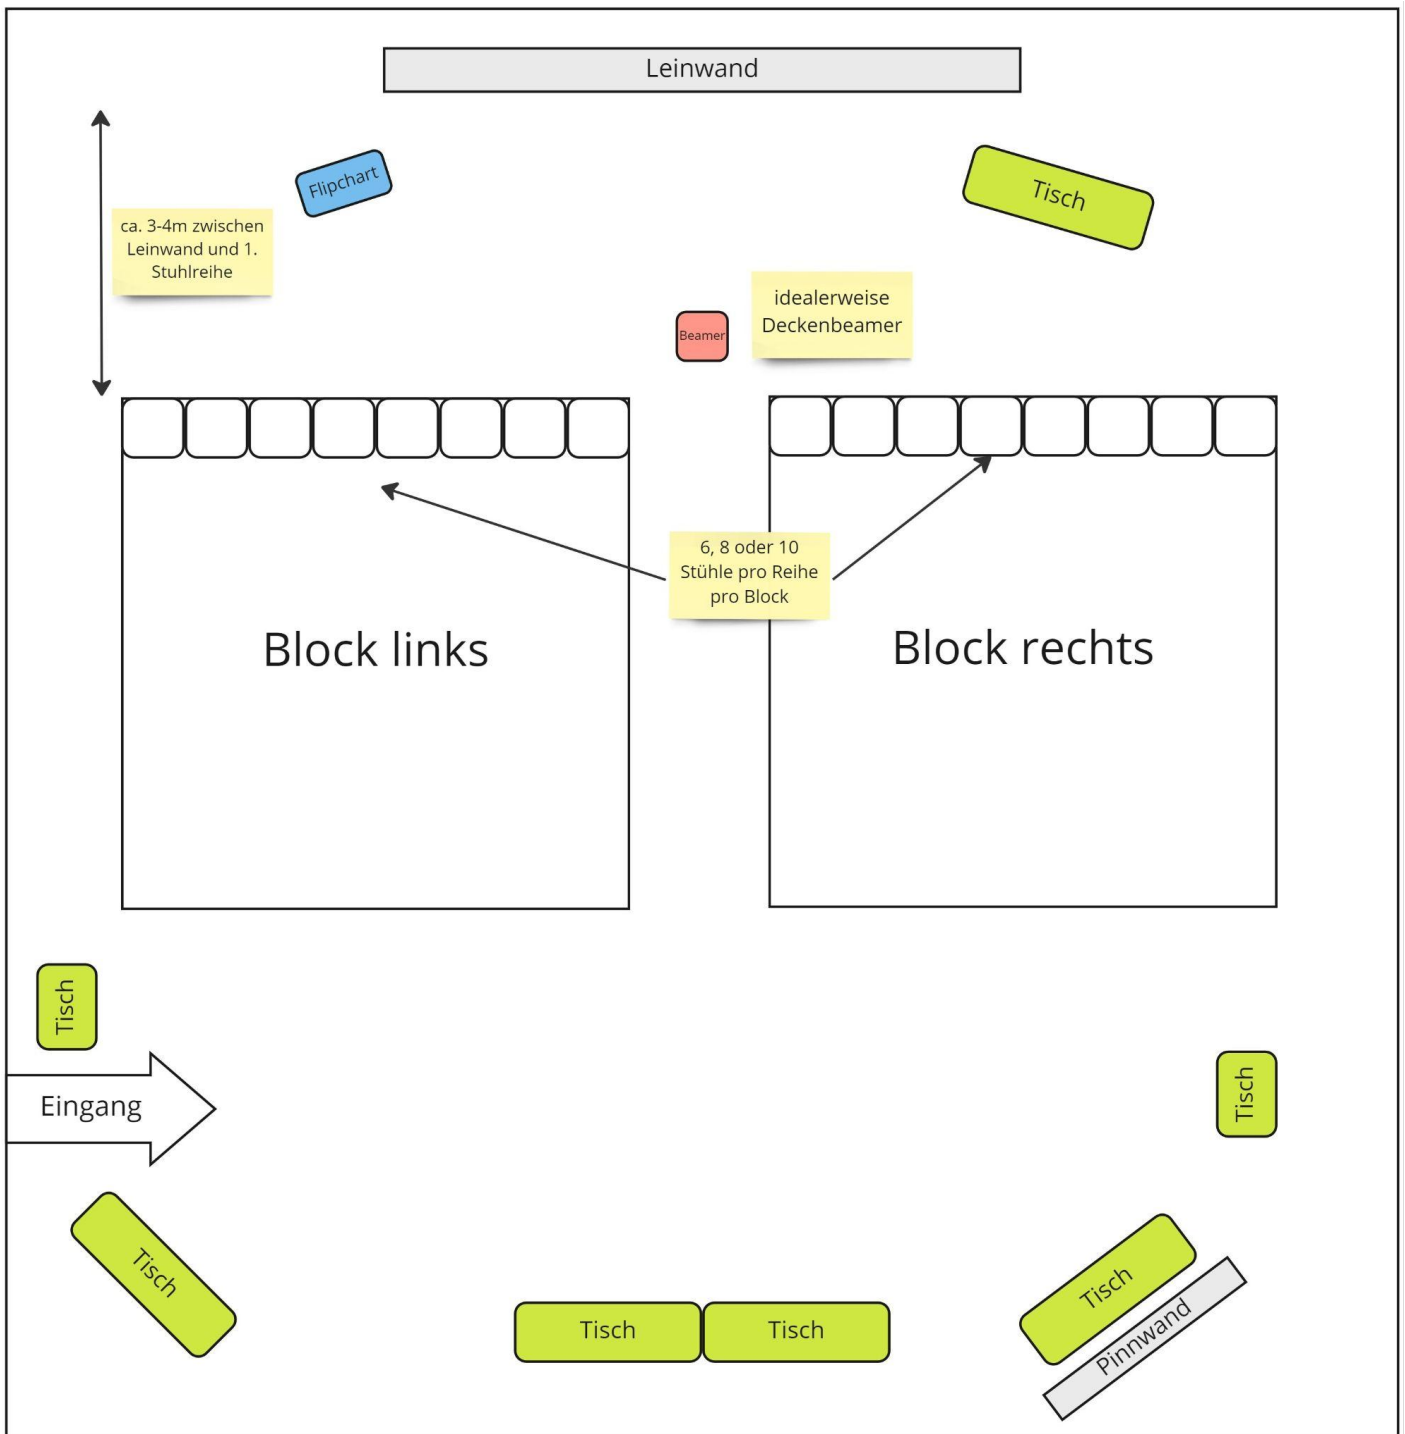 Leinwand
Flipchart
Tisch
ca. 3-4m zwischen
Leinwand und 1.
Stuhlreihe
idealerweise
Deckenbeamer
Beamer
6, 8 oder 10
Stühle pro Reihe
pro Block
Block links
Block rechts
Tisch
Eingang
Tisch
Tisch
Tisch
Tisch
Tisch
Pinnwand